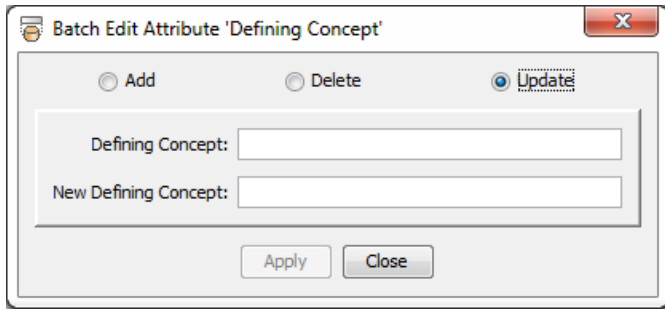 Batch Edit Attribute 'Defining Concept'
Add Delete Update
Defining Concept:
New Defining Concept:
Apply Close